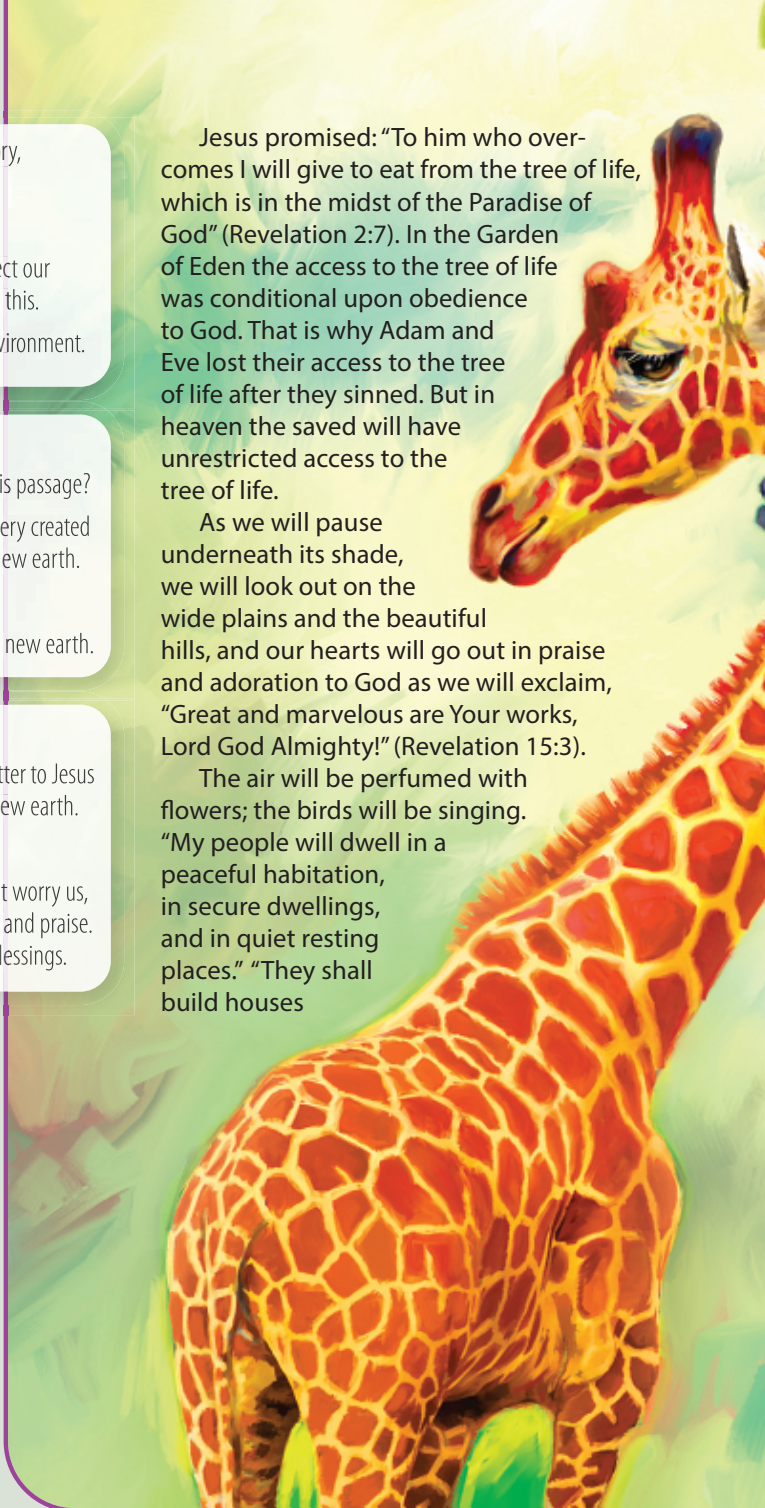 ry,
ect our
this.
vironment.
is passage?
ery created
ew earth.
new earth.
tter to Jesus
ew earth.
t worry us,
and praise.
lessings.
Jesus promised: “To him who over-
comes I will give to eat from the tree of life,
which is in the midst of the Paradise of
God” (Revelation 2:7). In the Garden
of Eden the access to the tree of life
was conditional upon obedience
to God. That is why Adam and
Eve lost their access to the tree
of life after they sinned. But in
heaven the saved will have
unrestricted access to the
tree of life.
As we will pause
underneath its shade,
we will look out on the
wide plains and the beautiful
hills, and our hearts will go out in praise
and adoration to God as we will exclaim,
“Great and marvelous are Your works,
Lord God Almighty!” (Revelation 15:3).
The air will be perfumed with
flowers; the birds will be singing.
“My people will dwell in a
peaceful habitation,
in secure dwellings,
and in quiet resting
places.” “They shall
build houses